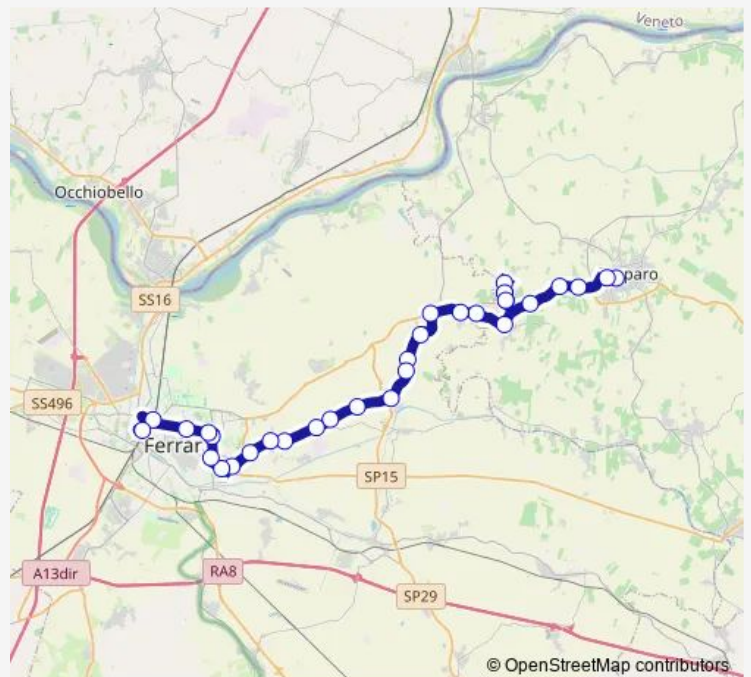 Veneto
Occhiobello
SS16
paro
SS496
Ferrar
SP15
A13dir
RA8
SP29
© OpenStreetMap contributors